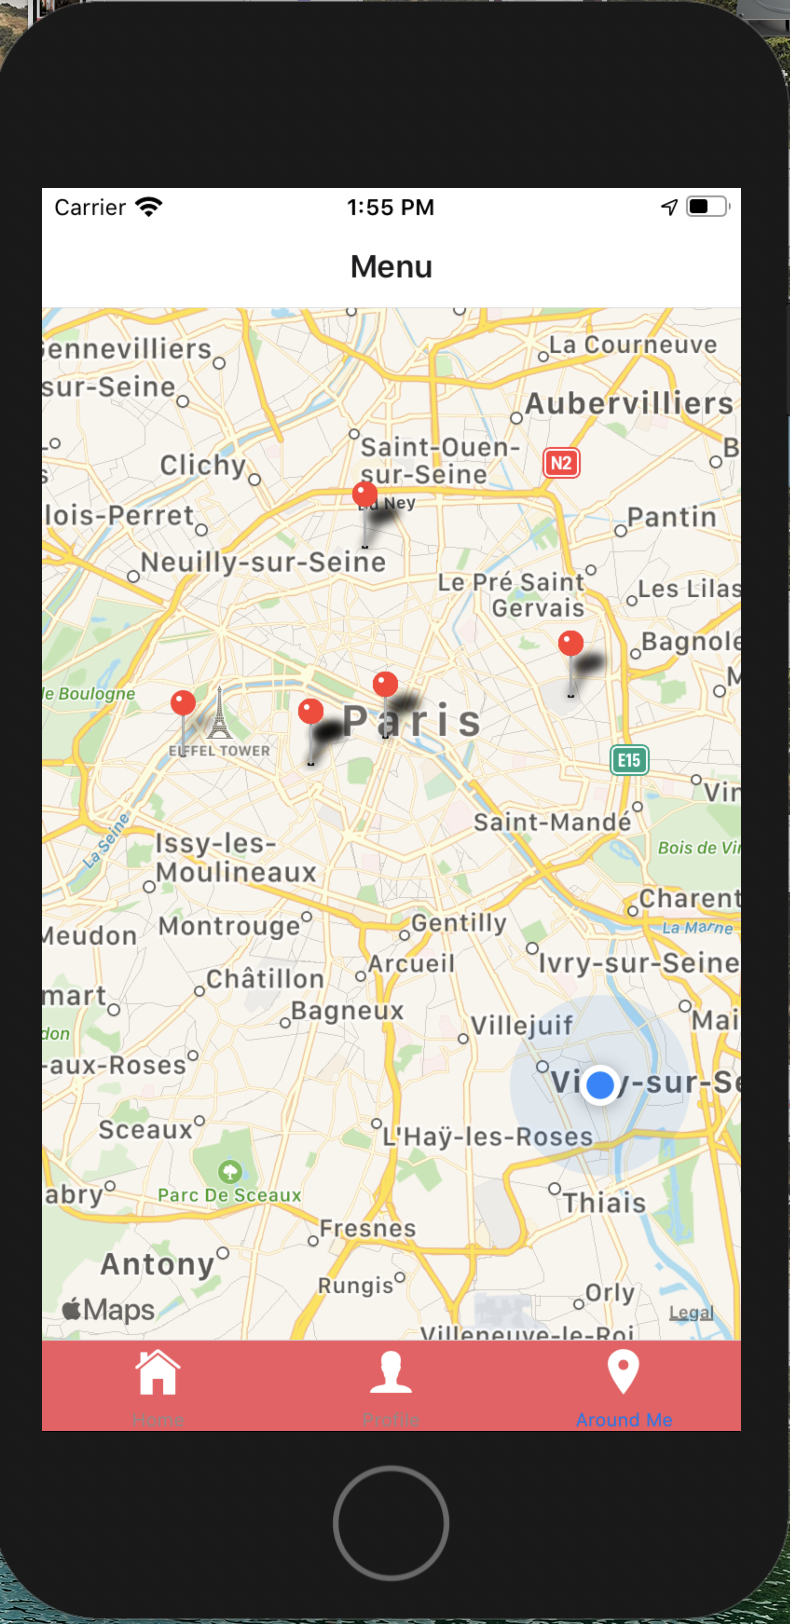 Carrier
1:55 PM
Menu
Gennevilliers
La Courneuve
sur-Seine
Aubervilliers
Saint-Ouen-
sur-Seine
Clichy
N2
B
Ney
lois-Perret
Pantin
Neuilly-sur-Seine
Le Pré Saint
Gervais
Les Lilas
Bagnole
le Boulogne
M
Paris
EIFFEL TOWER
E15
Vin
La Seine
Saint-Mandé
Issy-les-
Moulineaux
Bois de Vin
Charent
Montrouge
Gentilly
La Marne
Meudon
Arcueil
Ivry-sur-Seine
Châtillon
mart
Bagneux
Villejuif
Mai
don
-aux-Roses
Vi y-sur-Se
Sceaux
L'Haÿ-les-Roses
abry
Parc De Sceaux
Thiais
Fresnes
Antony
Rungis
Orly
Maps
Legal
Villeneuve-le-Roi
Home
Profile
Around Me